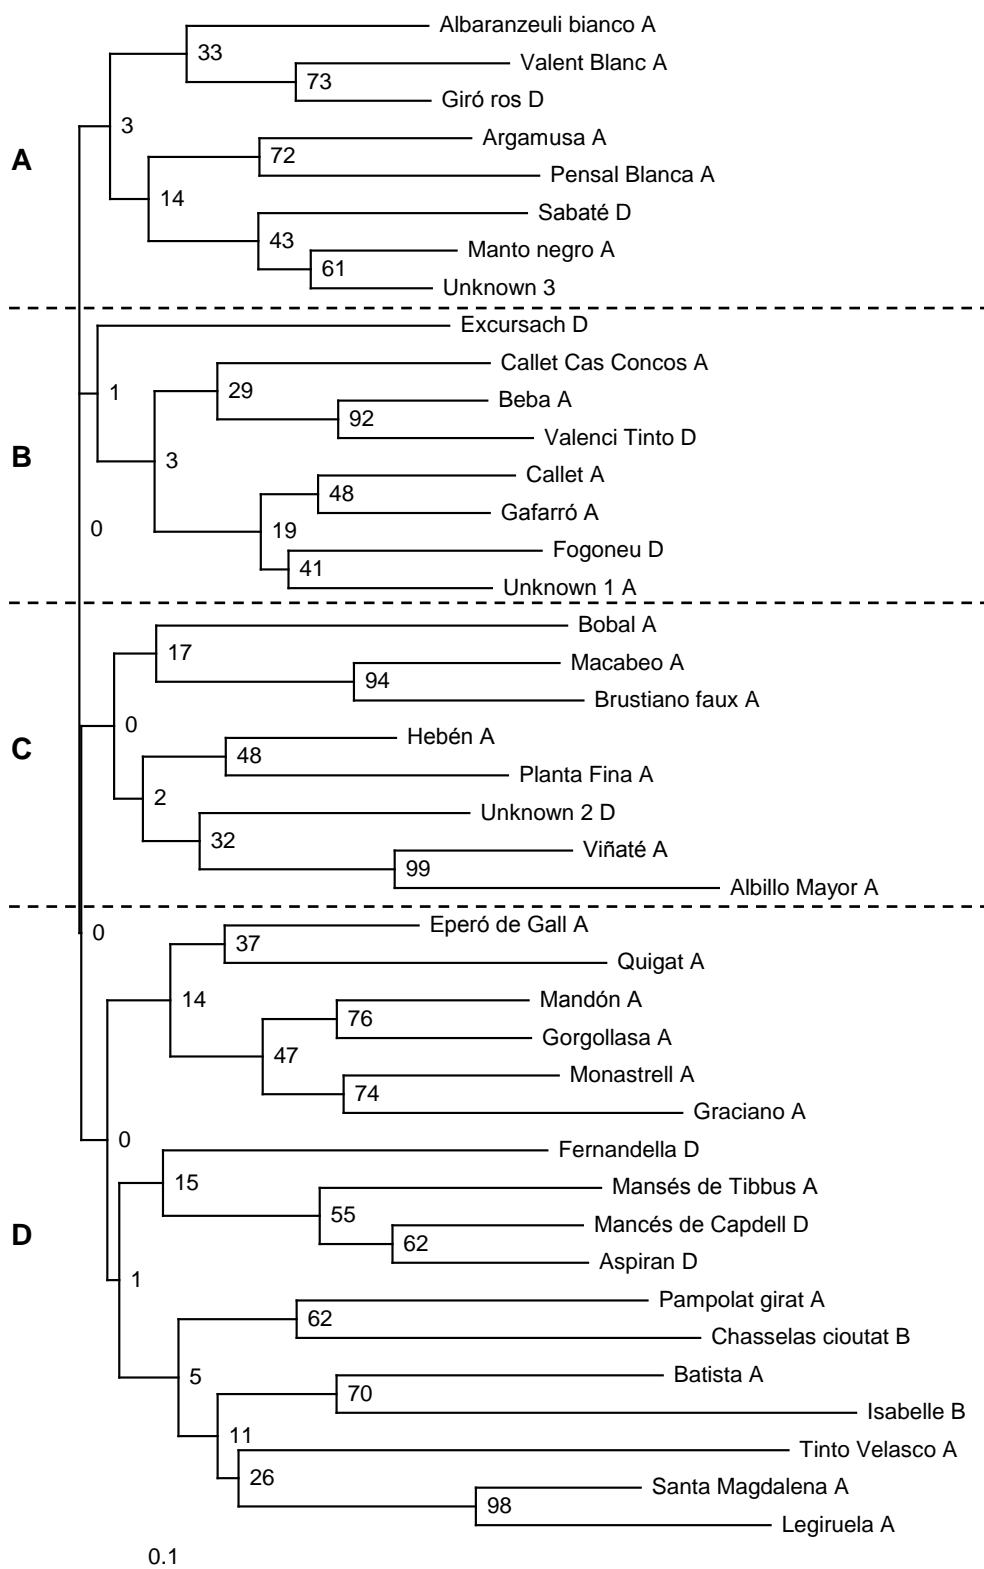 Albaranzeuli bianco A
33
Valent Blanc A
73
Giró ros D
3
Argamusa A
A
72
Pensal Blanca A
14
Sabaté D
43
Manto negro A
61
Unknown 3
Excursach D
Callet Cas Concos A
1
29
Beba A
92
Valenci Tinto D
B
3
Callet A
48
Gafarró A
0
19
Fogoneu D
41
Unknown 1 A
Bobal A
17
Macabeo A
94
Brustiano faux A
0
Hebén A
C
48
Planta Fina A
2
Unknown 2 D
32
Viñaté A
99
Albillo Mayor A
Eperó de Gall A
0
37
Quigat A
14
Mandón A
76
Gorgollasa A
47
Monastrell A
74
Graciano A
0
Fernandella D
15
Mansés de Tibbus A
55
Mancés de Capdell D
D
62
Aspiran D
1
Pampolat girat A
62
Chasselas cioutat B
5
Batista A
70
Isabelle B
11
Tinto Velasco A
26
Santa Magdalena A
98
Legiruela A
0.1